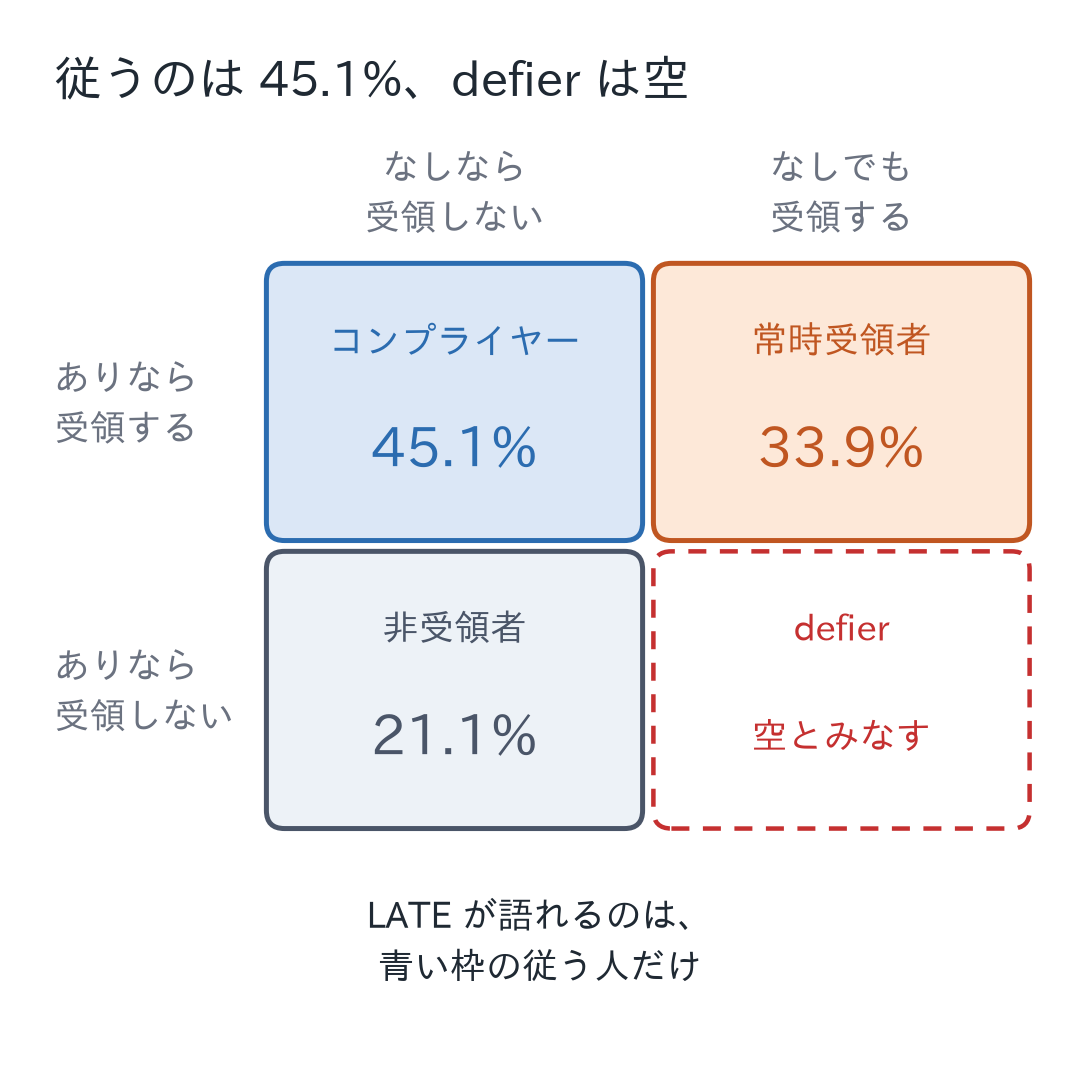 従うのは 45.1%、defier は空
なしなら
受領しない
なしでも
受領する
ありなら
受領する
コンプライヤー
45.1%
常時受領者
33.9%
ありなら
受領しない
非受領者
21.1%
defier
空とみなす
LATE が語れるのは、
青い枠の従う人だけ